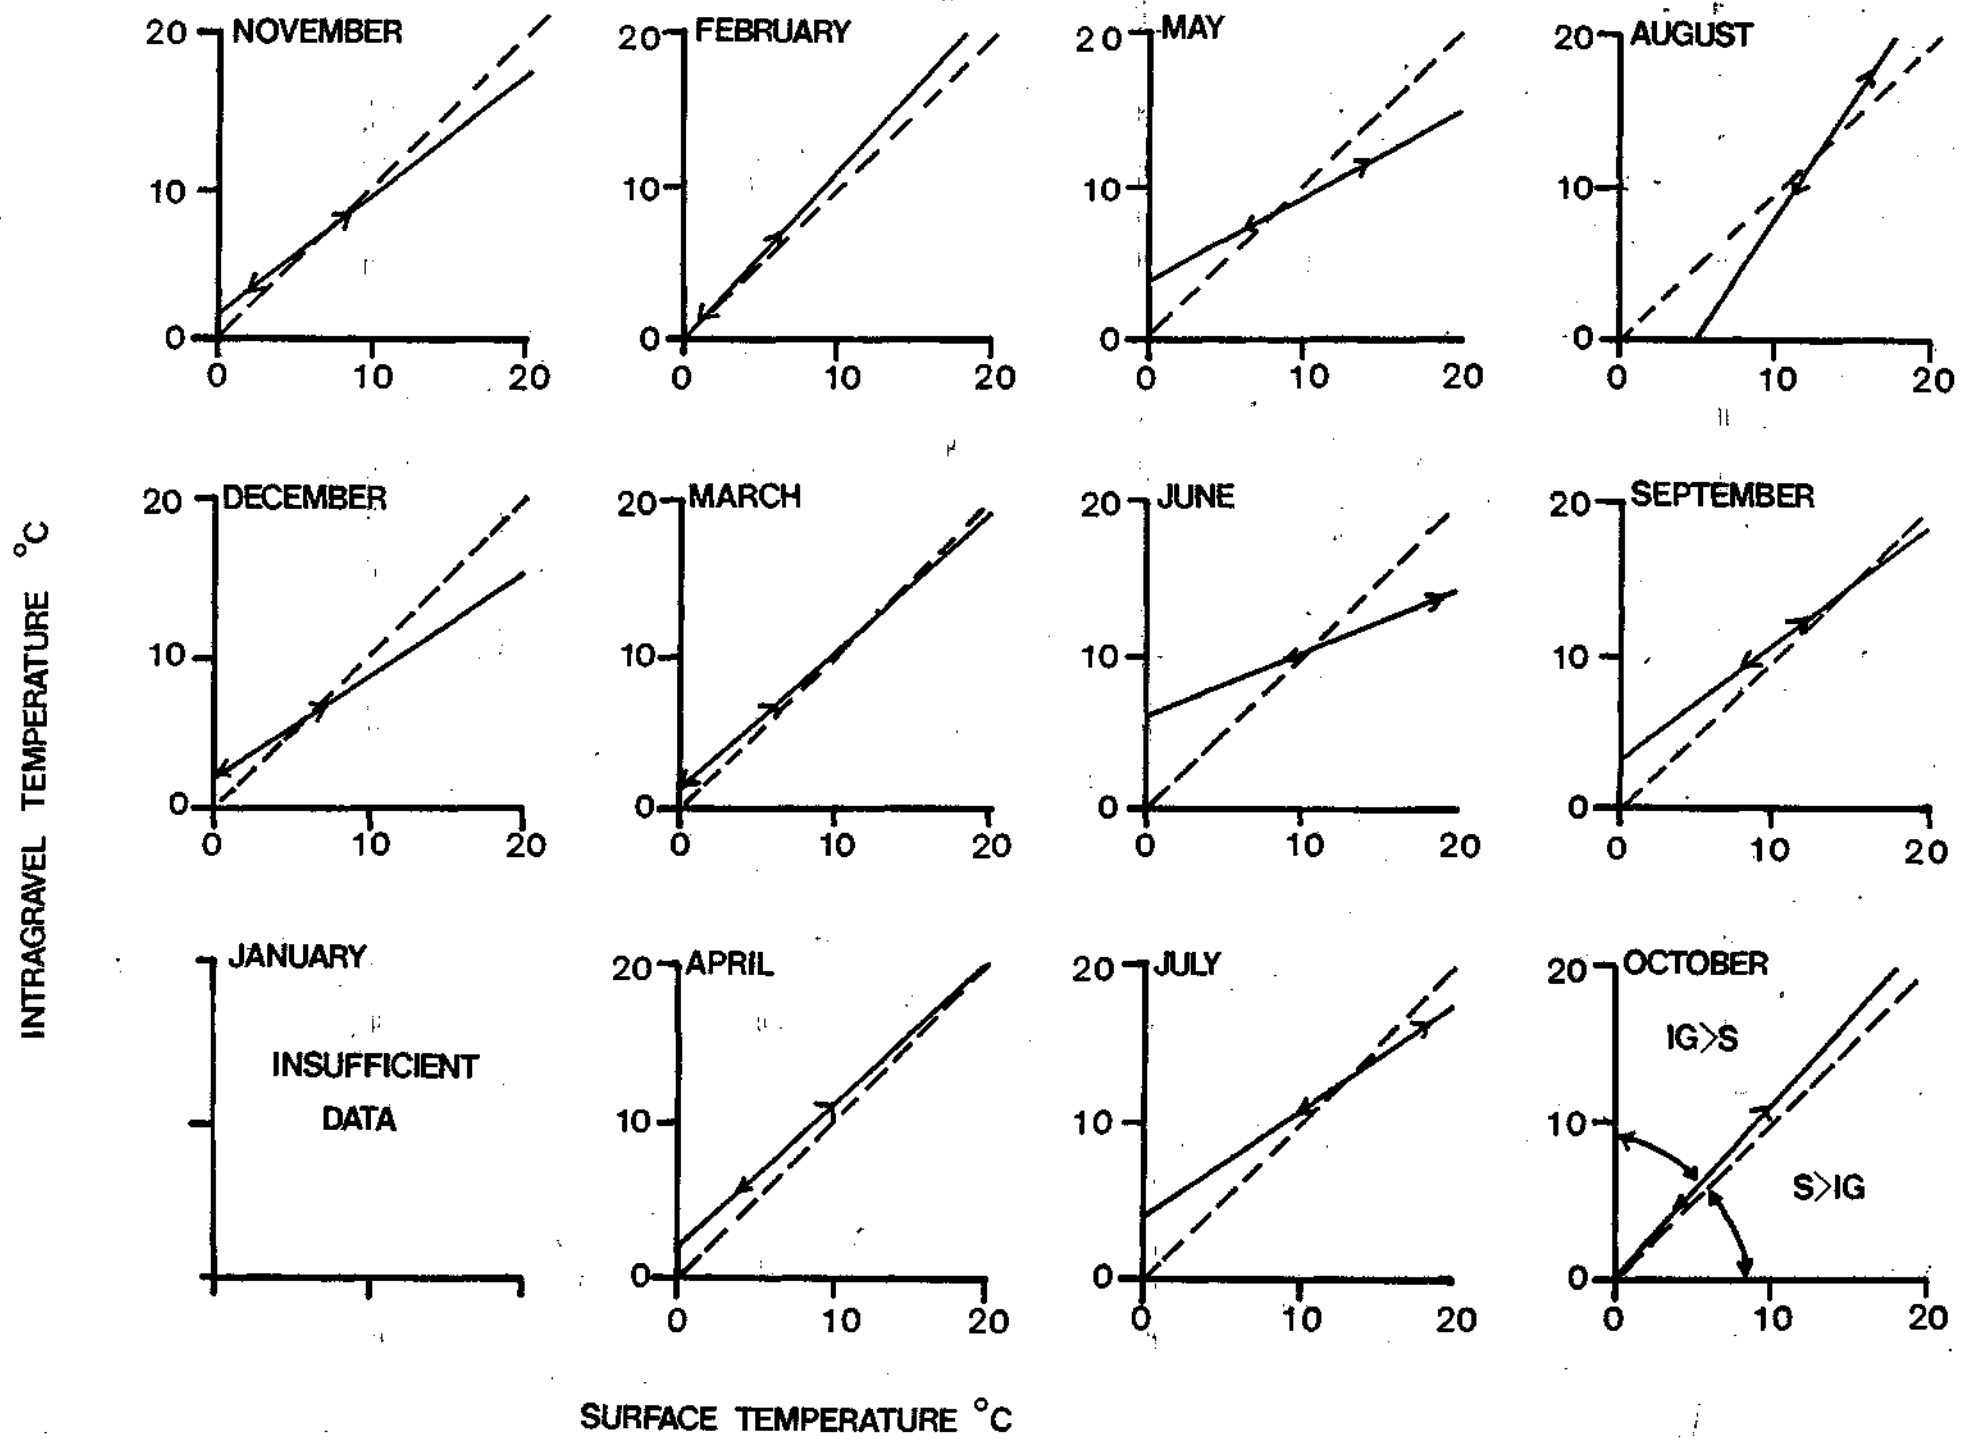 NOVEMBER
20
10
0
0 10 20
FEBRUARY
20
10
0
0 10 20
MAY
20
10
0
0 10 20
AUGUST
20
10
0
0 10 20
DECEMBER
20
10
0
0 10 20
MARCH
20
10
0
0 10 20
JUNE
20
10
0
0 10 20
SEPTEMBER
20
10
0
0 10 20
JANUARY
INSUFFICIENT
DATA
APRIL
20
10
0
0 10 20
JULY
20
10
0
0 10 20
OCTOBER
20
10
0
0 10 20
IG>S
S>IG
INTRAGRAVEL TEMPERATURE °C
SURFACE TEMPERATURE °C